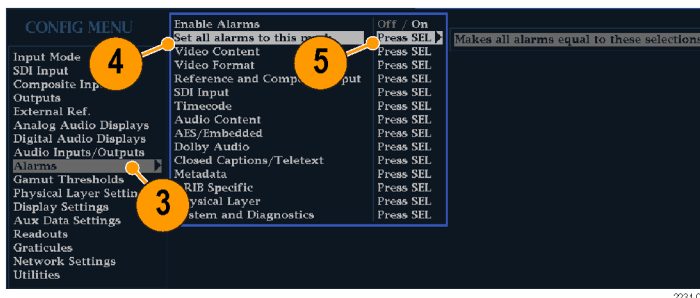 CONFIG MENU
Input Mode
SDI Input
Composite Inp
Outputs
External Ref.
Analog Audio Displays
Digital Audio Displays
Audio Inputs/Outputs
Alarms
Gamut Thresholds
Physical Layer Settin
Display Settings
Aux Data Settings
Readouts
Graticules
Network Settings
Utilities
3
4
5
Enable Alarms Off / On
Set all alarms to this Press SEL
Video Content Press SEL
Video Format Press SEL
Reference and Comp put Press SEL
SDI Input Press SEL
Timecode Press SEL
Audio Content Press SEL
AES/Embedded Press SEL
Dolby Audio Press SEL
Closed Captions/Teletext Press SEL
Metadata Press SEL
RIB Specific Press SEL
ysical Layer Press SEL
stem and Diagnostics Press SEL
Makes all alarms equal to these selections